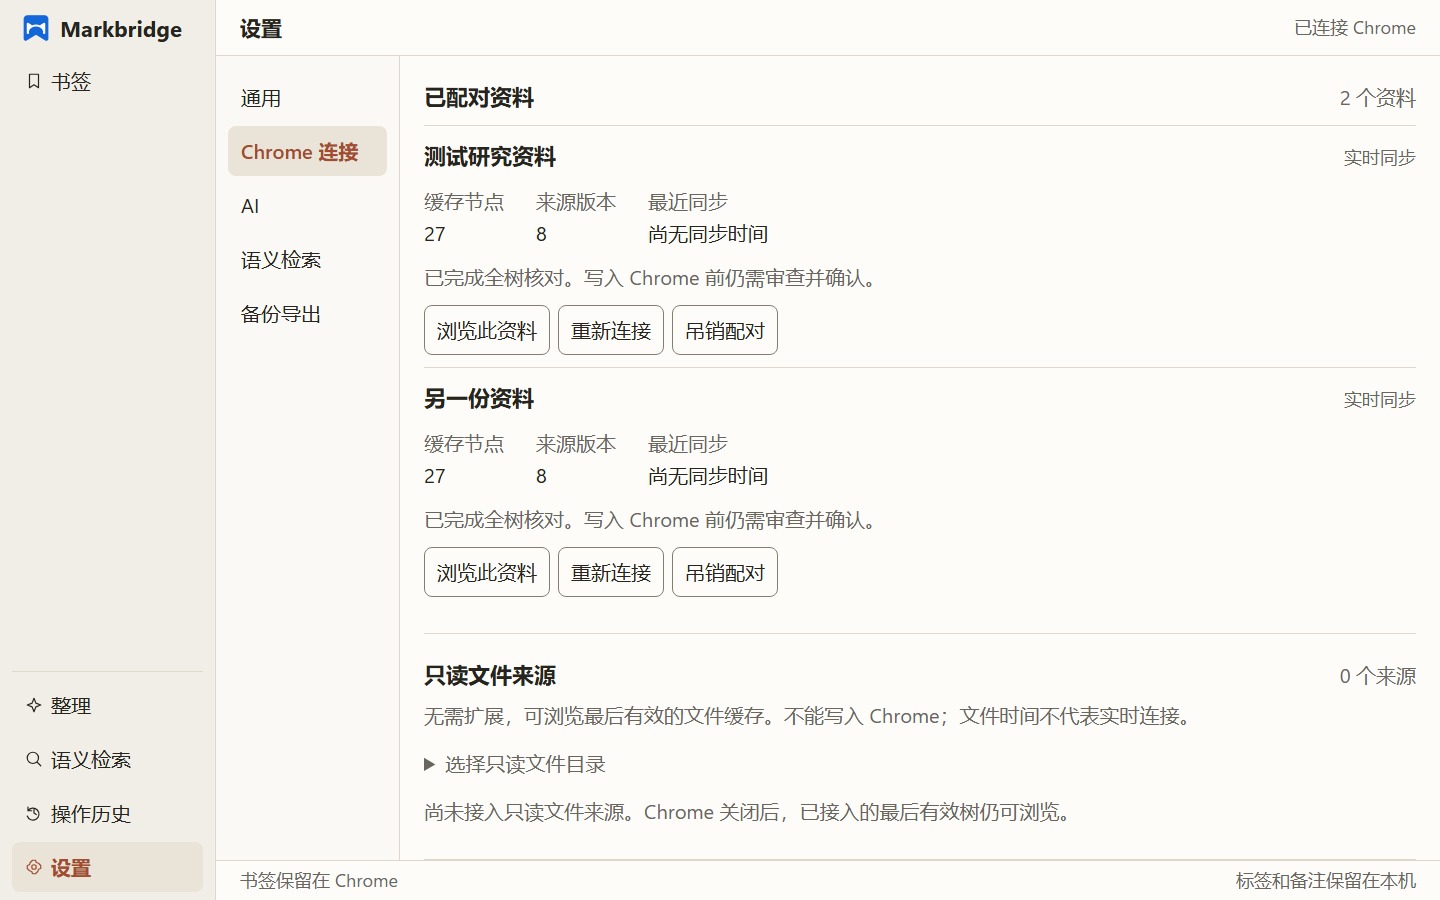 Markbridge
书签
整理
语义检索
操作历史
设置
设置
已连接 Chrome
通用
Chrome 连接
AI
语义检索
备份导出
已配对资料
2 个资料
测试研究资料
实时同步
缓存节点 来源版本 最近同步
27 8 尚无同步时间
已完成全树核对。写入 Chrome 前仍需审查并确认。
浏览此资料 重新连接 吊销配对
另一份资料
实时同步
缓存节点 来源版本 最近同步
27 8 尚无同步时间
已完成全树核对。写入 Chrome 前仍需审查并确认。
浏览此资料 重新连接 吊销配对
只读文件来源
0 个来源
无需扩展，可浏览最后有效的文件缓存。不能写入 Chrome；文件时间不代表实时连接。
选择只读文件目录
尚未接入只读文件来源。Chrome 关闭后，已接入的最后有效树仍可浏览。
书签保留在 Chrome
标签和备注保留在本机